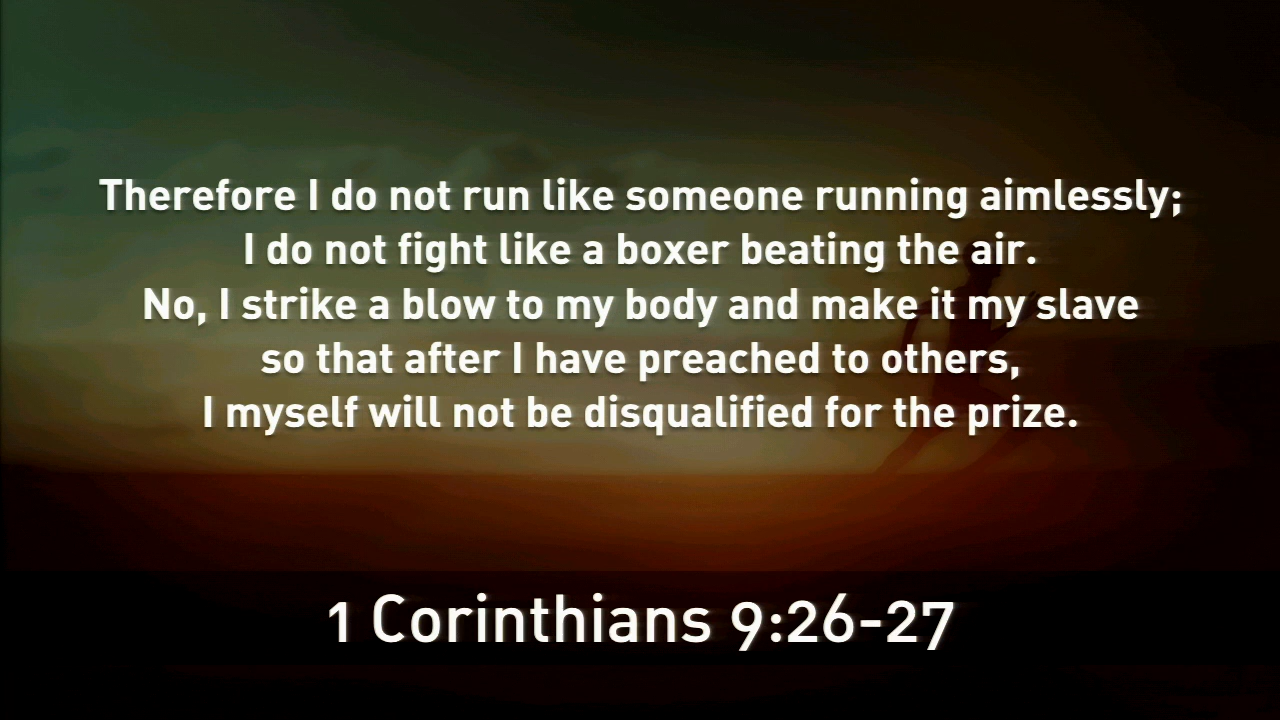 Therefore I do not run like someone running aimlessly;
I do not fight like a boxer beating the air.
No, I strike a blow to my body and make it my slave
so that after I have preached to others,
I myself will not be disqualified for the prize.
1 Corinthians 9:26-27